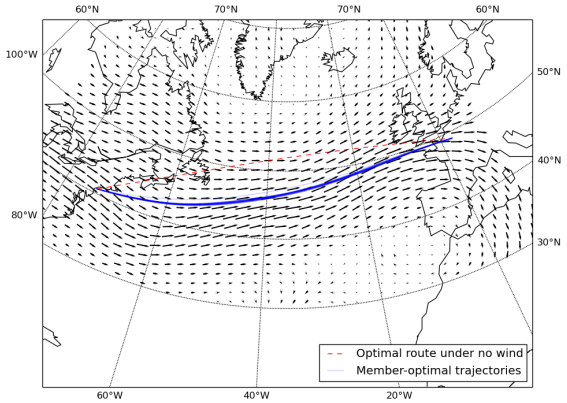 60°N 70°N 70°N 60°N
100°W
50°N
40°N
80°W
30°N
Optimal route under no wind
Member-optimal trajectories
60°W 40°W 20°W